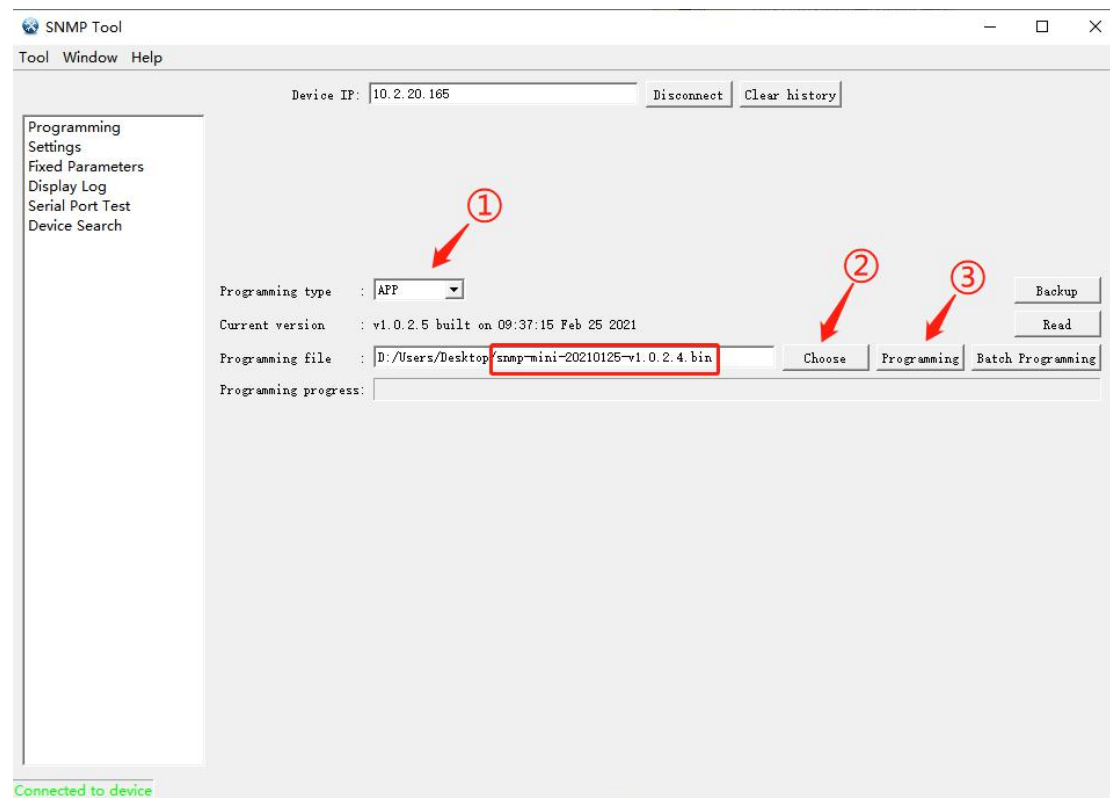 SNMP Tool
Tool Window Help
Device IP: 10.2.20.165 Disconnect Clear history
Programming
Settings
Fixed Parameters
Display Log
Serial Port Test
Device Search
①
②
③
Programming type : APP Backup
Current version : v1.0.2.5 built on 09:37:15 Feb 25 2021 Read
Programming file : D:/Users/Desktop/snmp-mini-20210125-v1.0.2.4.bin Choose Programming Batch Programming
Programming progress:
Connected to device